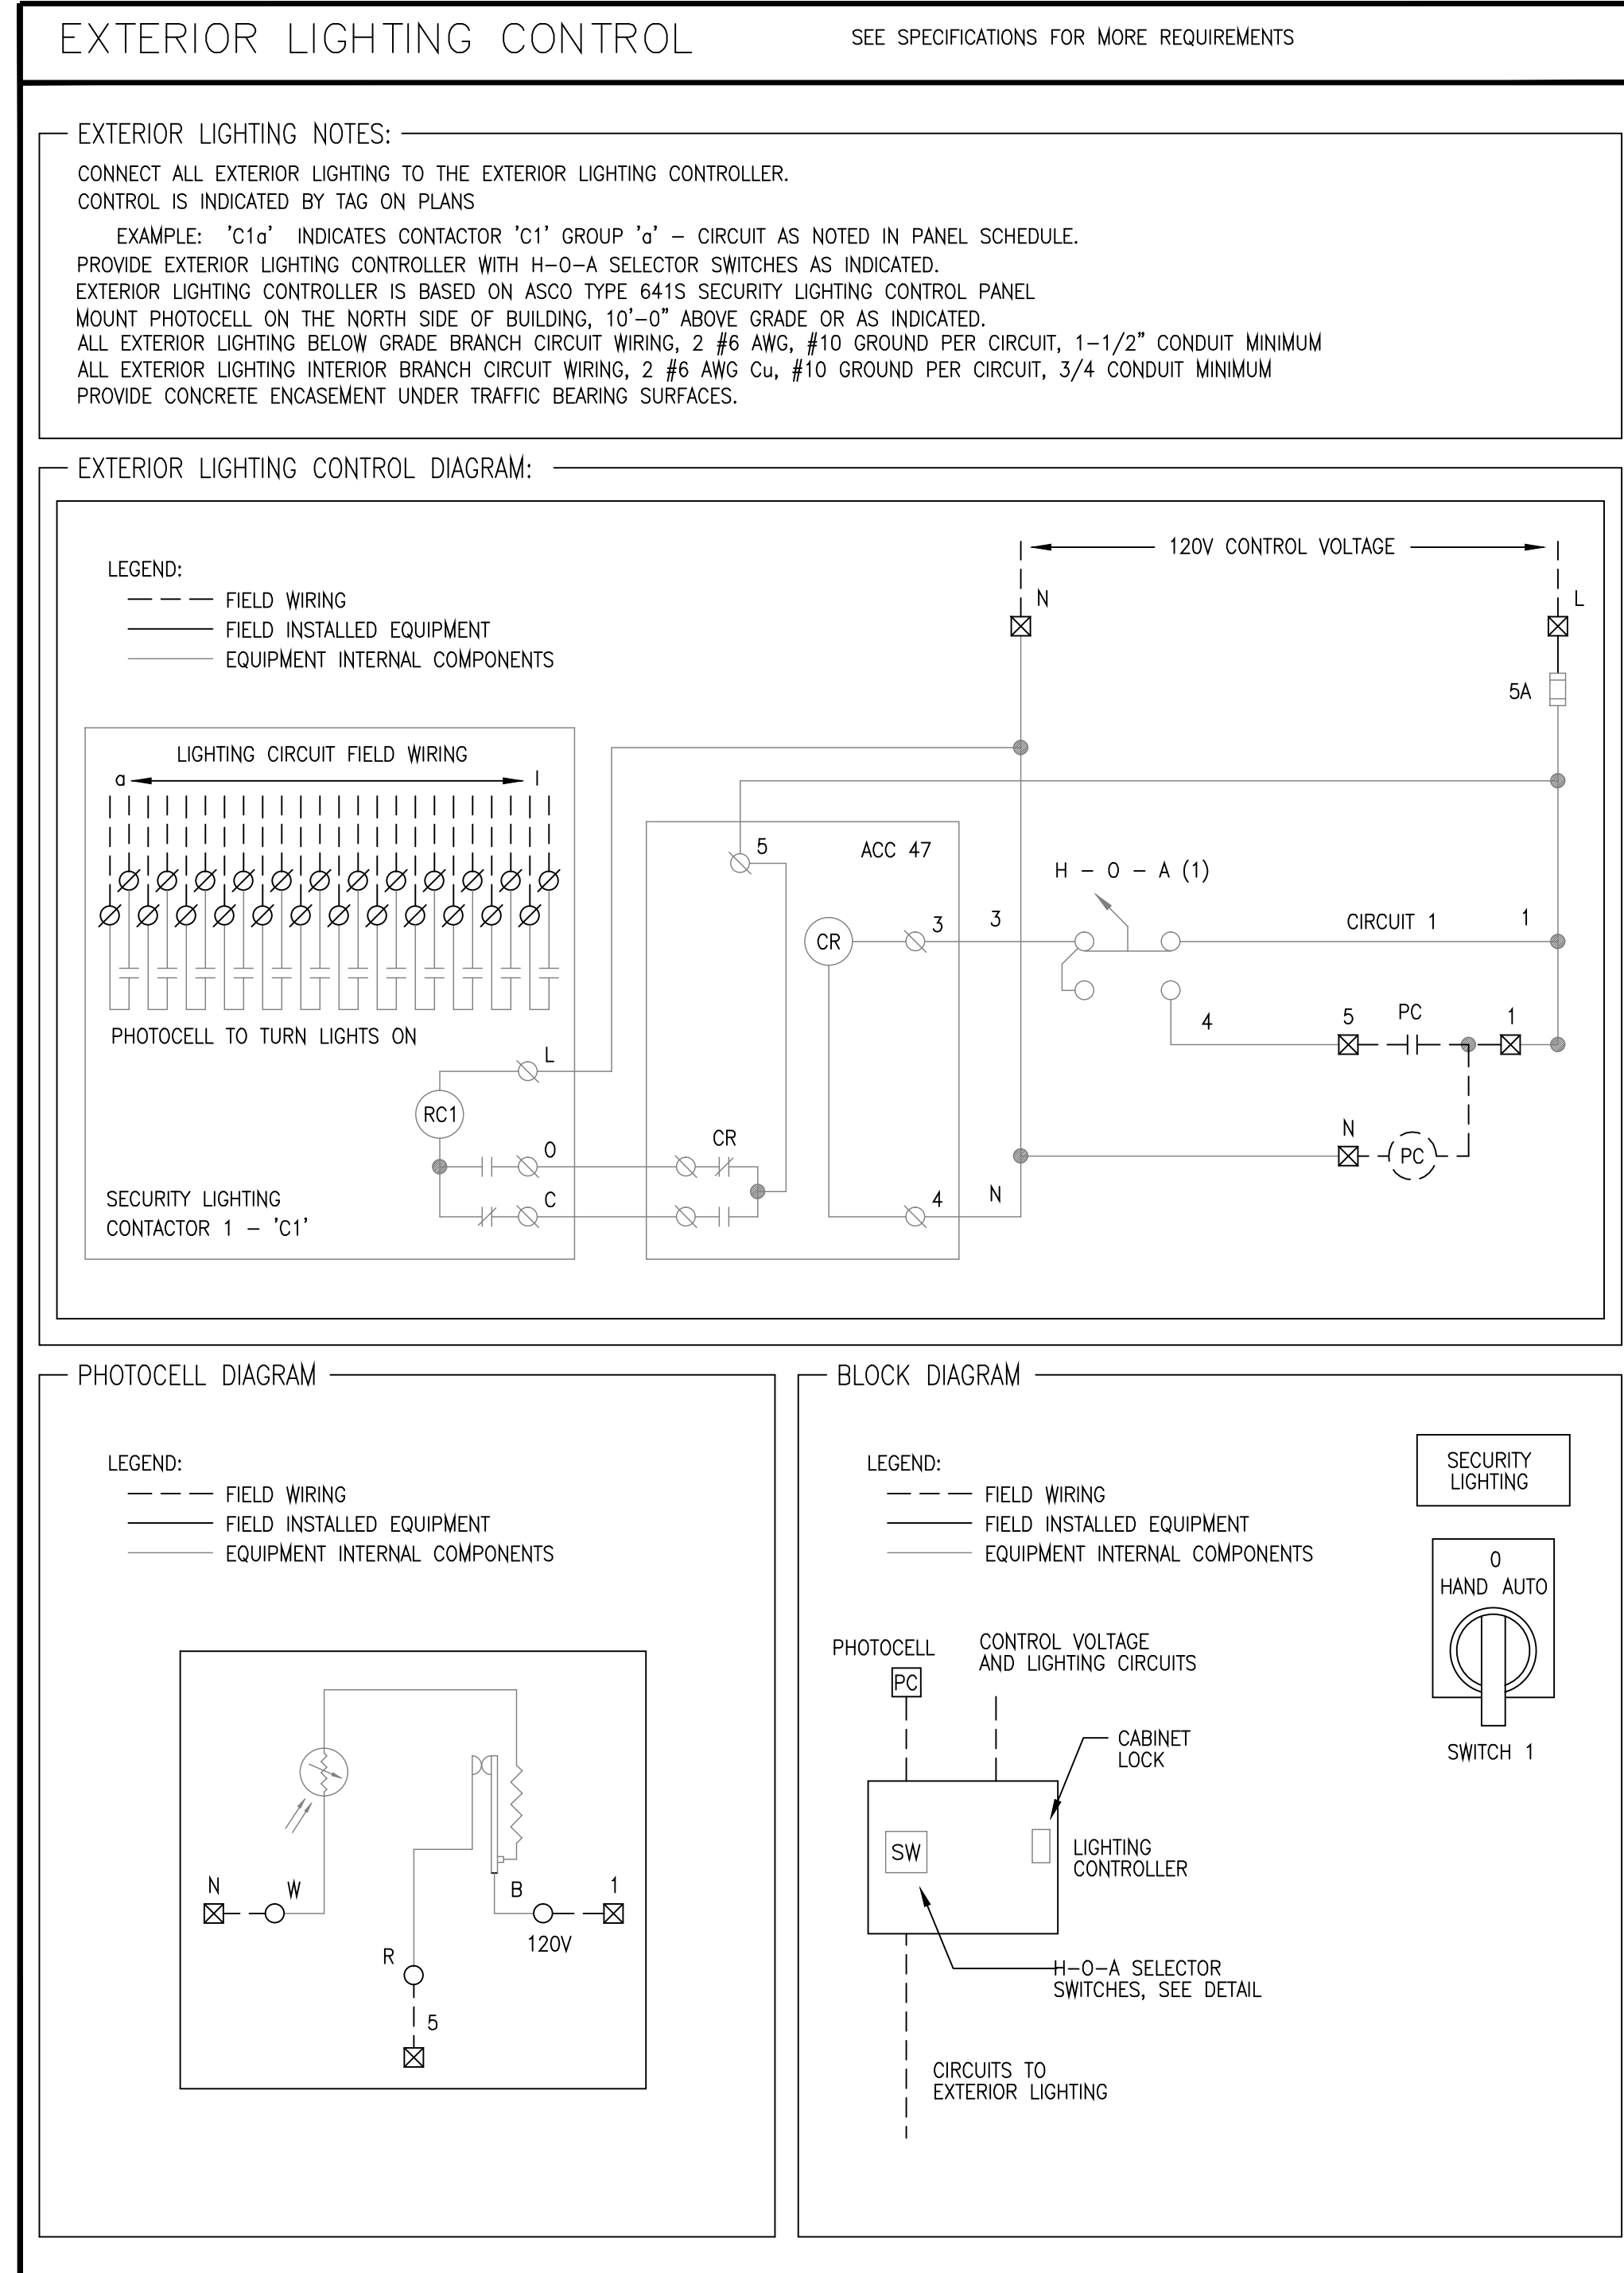 EXTERIOR LIGHTING CONTROL
SEE SPECIFICATIONS FOR MORE REQUIREMENTS
EXTERIOR LIGHTING NOTES:
CONNECT ALL EXTERIOR LIGHTING TO THE EXTERIOR LIGHTING CONTROLLER.
CONTROL IS INDICATED BY TAG ON PLANS
EXAMPLE: 'C1a' INDICATES CONTACTOR 'C1' GROUP 'a' - CIRCUIT AS NOTED IN PANEL SCHEDULE.
PROVIDE EXTERIOR LIGHTING CONTROLLER WITH H-O-A SELECTOR SWITCHES AS INDICATED.
EXTERIOR LIGHTING CONTROLLER IS BASED ON ASCO TYPE 641S SECURITY LIGHTING CONTROL PANEL
MOUNT PHOTOCELL ON THE NORTH SIDE OF BUILDING, 10'-0" ABOVE GRADE OR AS INDICATED.
ALL EXTERIOR LIGHTING BELOW GRADE BRANCH CIRCUIT WIRING, 2 #6 AWG, #10 GROUND PER CIRCUIT, 1-1/2" CONDUIT MINIMUM
ALL EXTERIOR LIGHTING INTERIOR BRANCH CIRCUIT WIRING, 2 #6 AWG Cu, #10 GROUND PER CIRCUIT, 3/4 CONDUIT MINIMUM
PROVIDE CONCRETE ENCASEMENT UNDER TRAFFIC BEARING SURFACES.
EXTERIOR LIGHTING CONTROL DIAGRAM:
120V CONTROL VOLTAGE
LEGEND:
FIELD WIRING
FIELD INSTALLED EQUIPMENT
EQUIPMENT INTERNAL COMPONENTS
N
L
5A
LIGHTING CIRCUIT FIELD WIRING
a
l
5
ACC 47
H - O - A (1)
CR
3
3
CIRCUIT 1
1
PHOTOCELL TO TURN LIGHTS ON
4
5
PC
1
L
RC1
O
CR
N
PC
SECURITY LIGHTING
CONTACTOR 1 - 'C1'
C
4
N
PHOTOCELL DIAGRAM
LEGEND:
FIELD WIRING
FIELD INSTALLED EQUIPMENT
EQUIPMENT INTERNAL COMPONENTS
N
W
B
1
120V
R
5
BLOCK DIAGRAM
LEGEND:
FIELD WIRING
FIELD INSTALLED EQUIPMENT
EQUIPMENT INTERNAL COMPONENTS
SECURITY
LIGHTING
O
HAND AUTO
SWITCH 1
PHOTOCELL
PC
CONTROL VOLTAGE
AND LIGHTING CIRCUITS
CABINET
LOCK
SW
LIGHTING
CONTROLLER
H-O-A SELECTOR
SWITCHES, SEE DETAIL
CIRCUITS TO
EXTERIOR LIGHTING